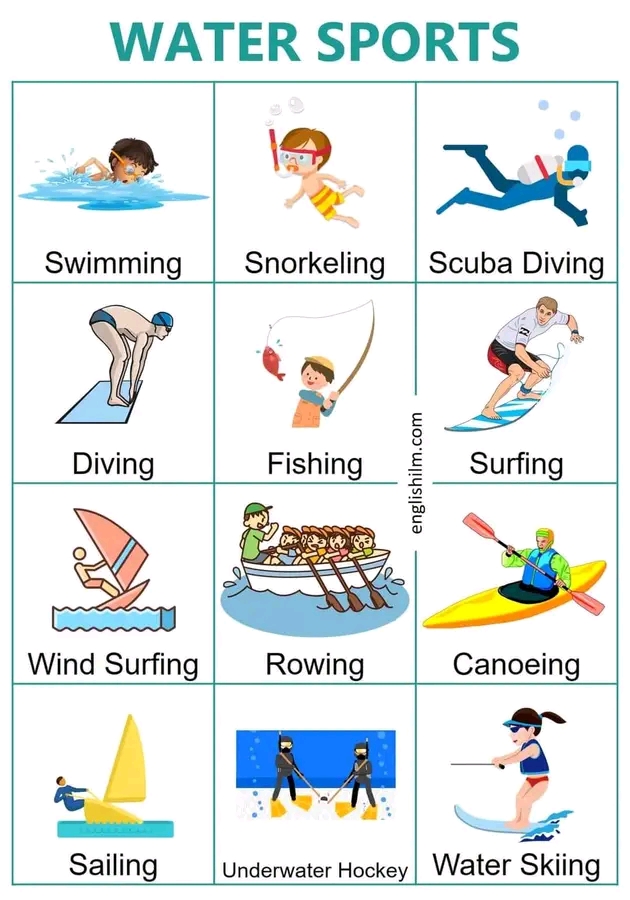 WATER SPORTS
Swimming
Snorkeling
Scuba Diving
Diving
Fishing
Surfing
englishilm.com
Wind Surfing
Rowing
Canoeing
Sailing
Underwater Hockey
Water Skiing